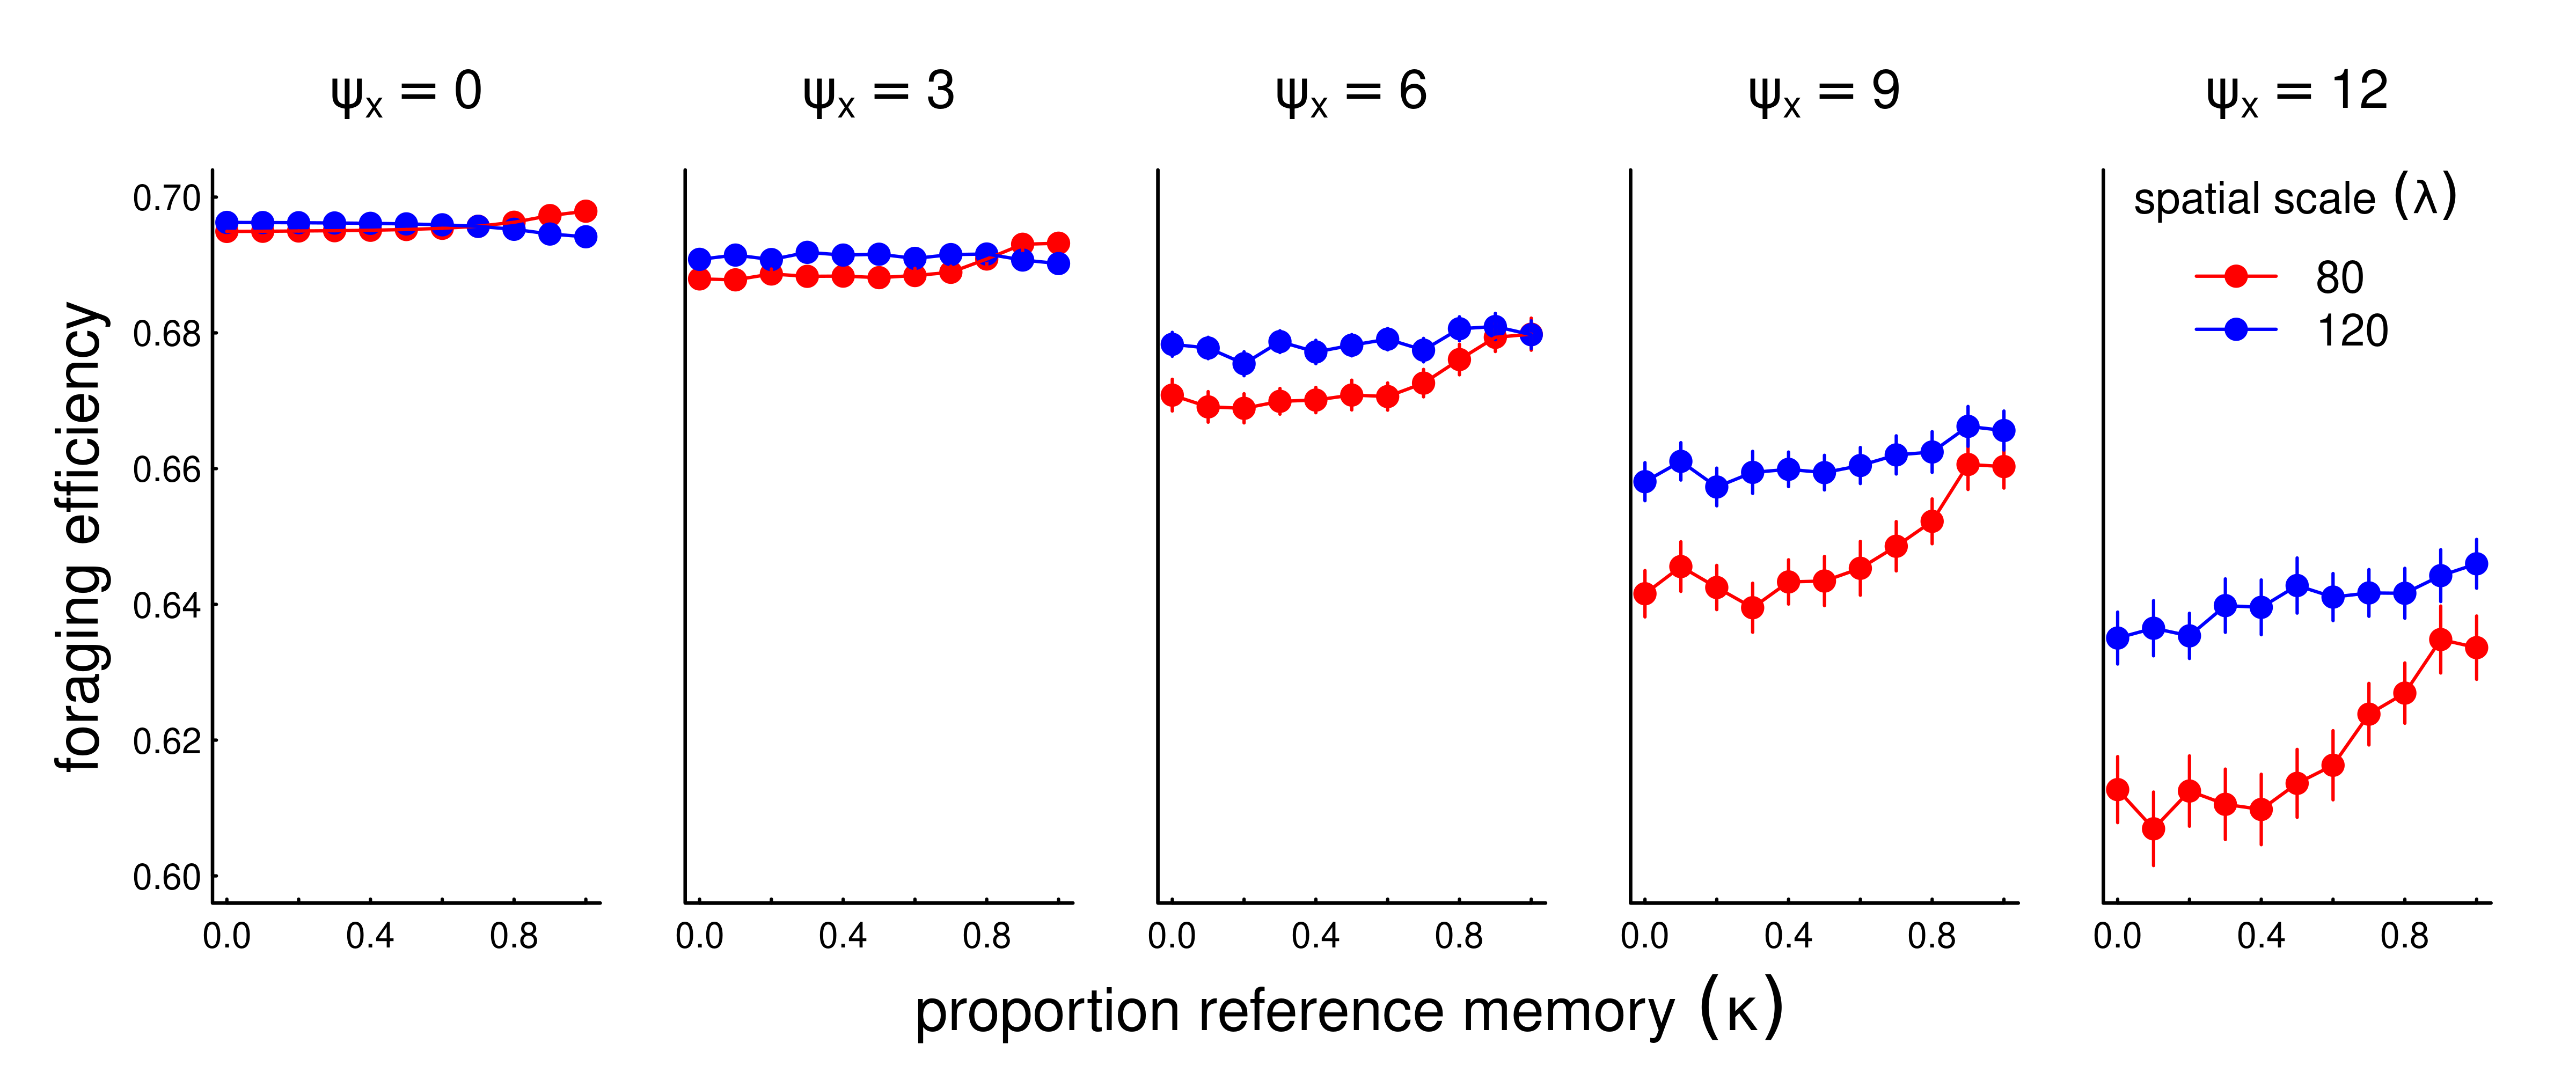 ψx = 0 ψx = 3 ψx = 6 ψx = 9 ψx = 12
spatial scale (λ)
80
120
foraging efficiency
0.70
0.68
0.66
0.64
0.62
0.60
0.0 0.4 0.8 0.0 0.4 0.8 0.0 0.4 0.8 0.0 0.4 0.8 0.0 0.4 0.8
proportion reference memory (κ)